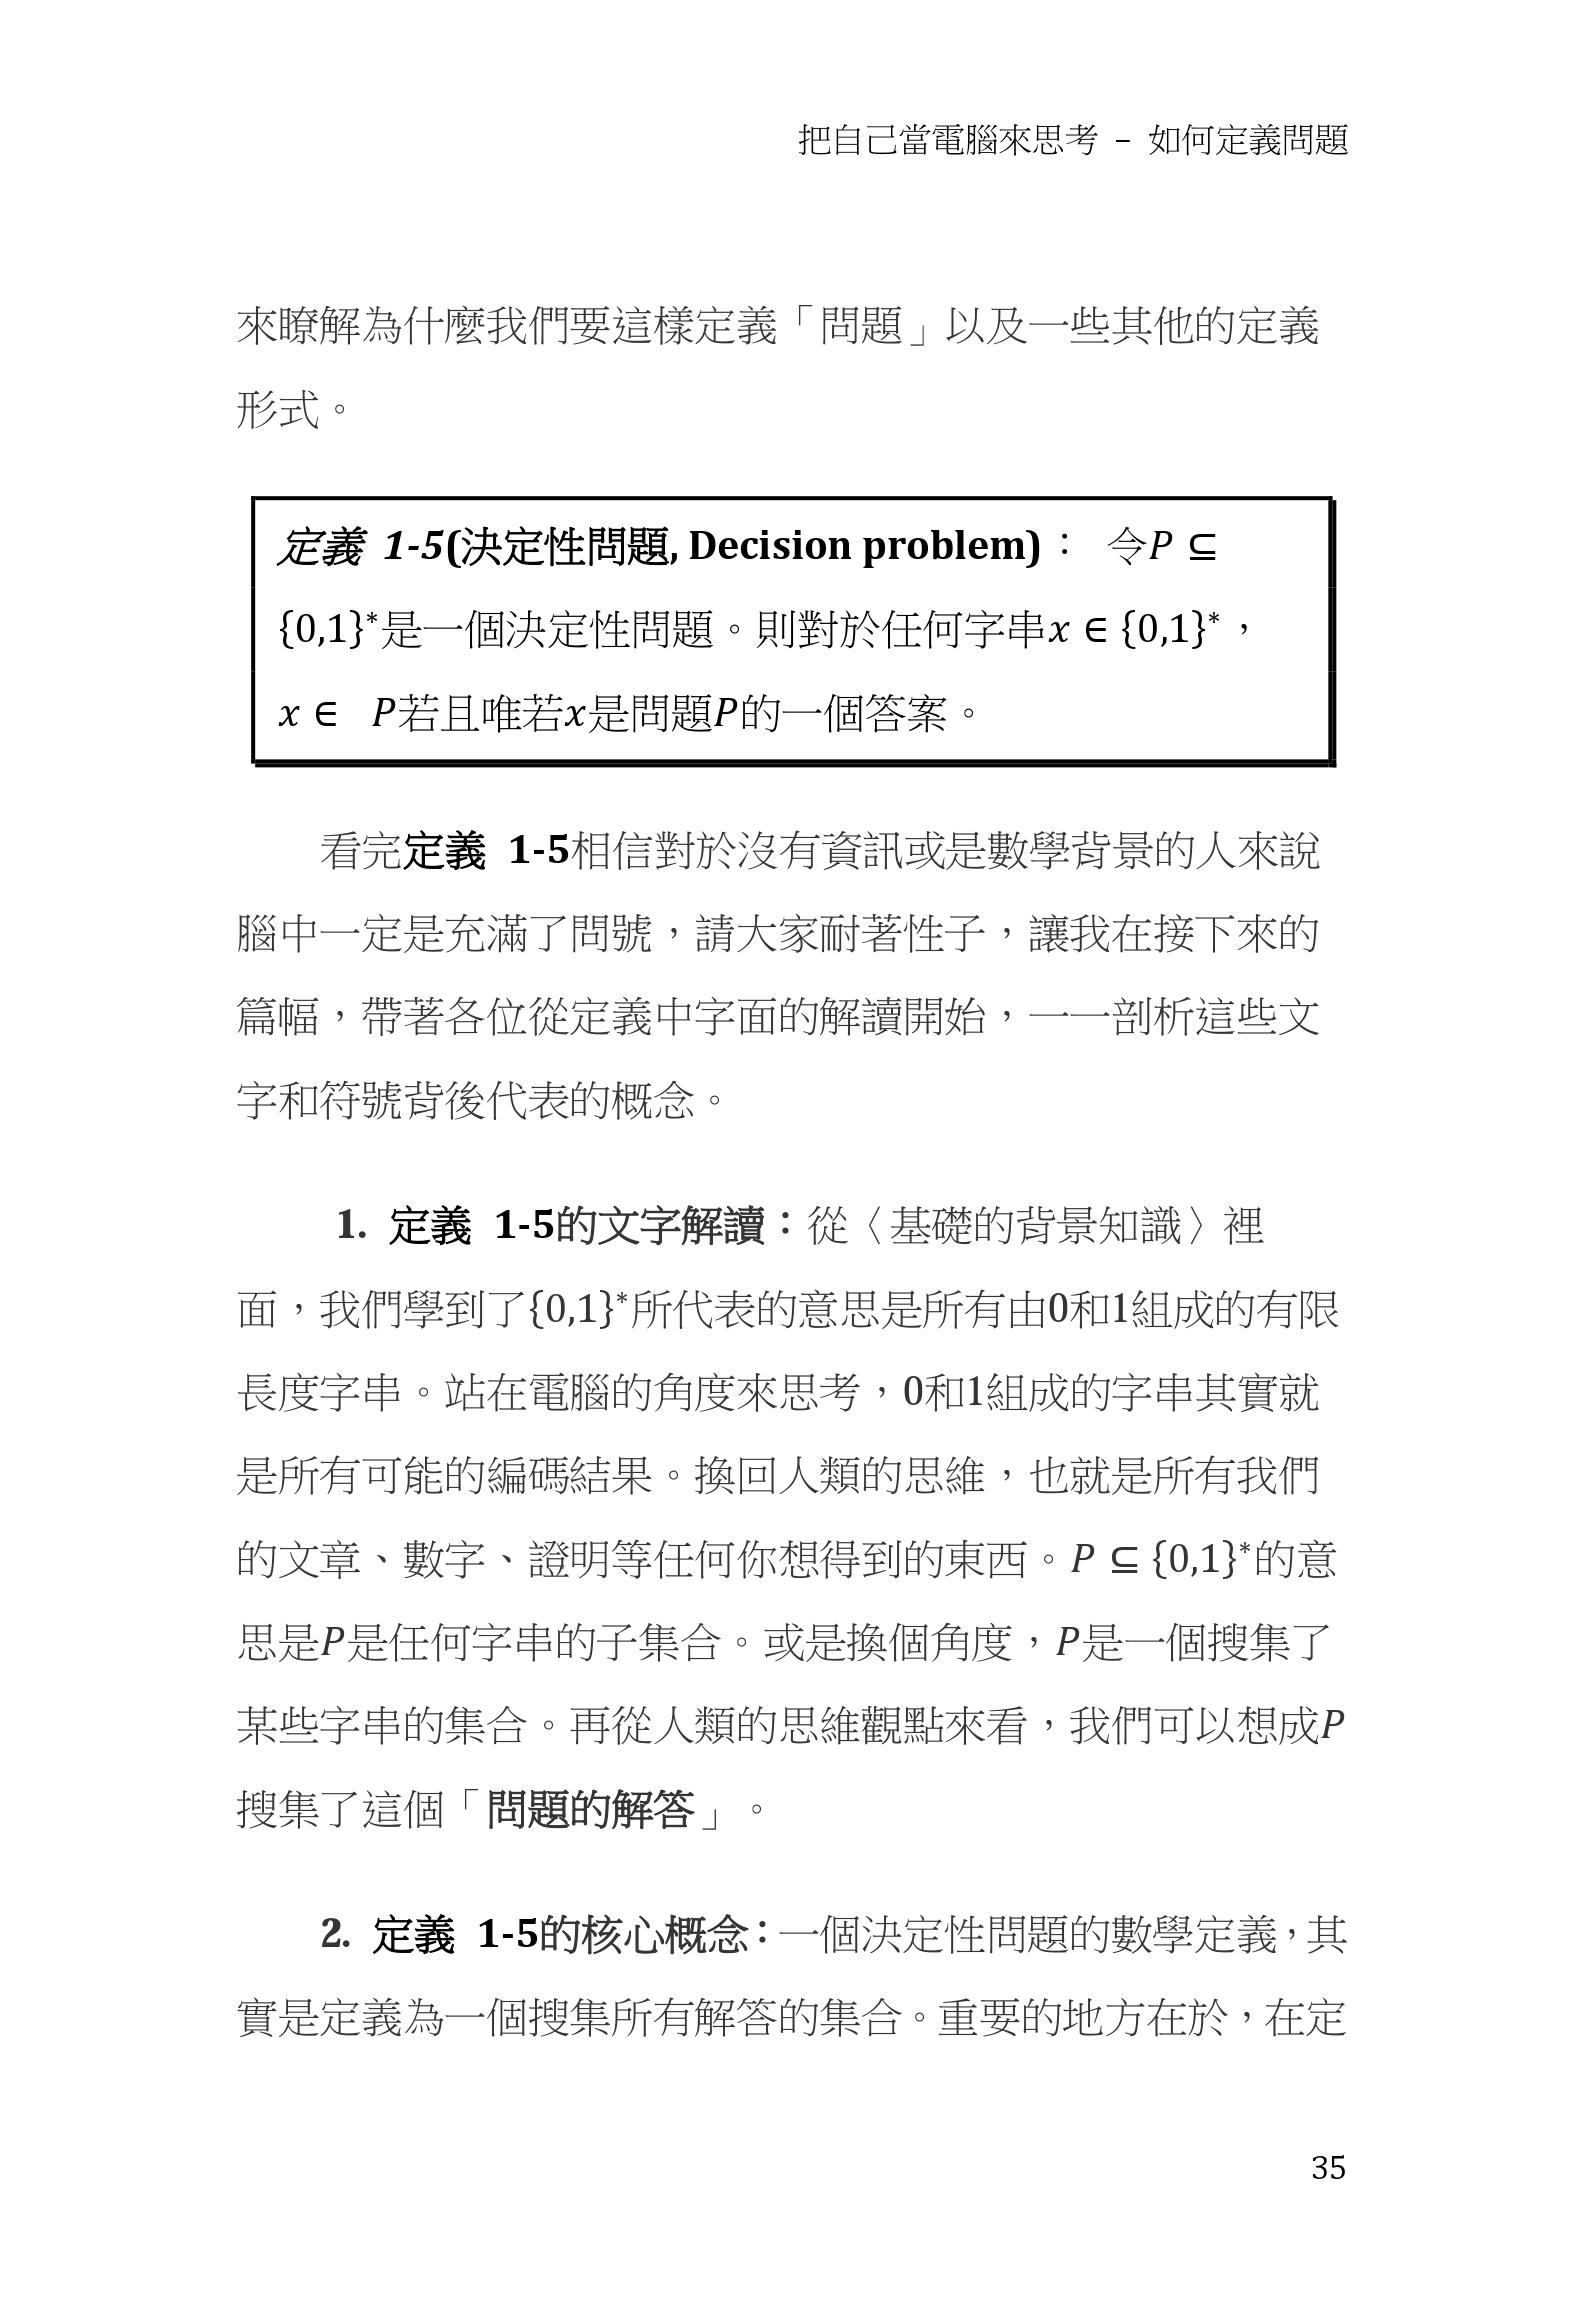 把自己當電腦來思考 – 如何定義問題
來瞭解為什麼我們要這樣定義「問題」以及一些其他的定義
形式。
定義 1-5(決定性問題, Decision problem)： 令P ⊆
{0,1}*是一個決定性問題。則對於任何字串x ∈ {0,1}*，
x ∈ P若且唯若x是問題P的一個答案。
看完定義 1-5相信對於沒有資訊或是數學背景的人來說
腦中一定是充滿了問號，請大家耐著性子，讓我在接下來的
篇幅，帶著各位從定義中字面的解讀開始，一一剖析這些文
字和符號背後代表的概念。
1. 定義 1-5的文字解讀：從〈基礎的背景知識〉裡
面，我們學到了{0,1}*所代表的意思是所有由0和1組成的有限
長度字串。站在電腦的角度來思考，0和1組成的字串其實就
是所有可能的編碼結果。換回人類的思維，也就是所有我們
的文章、數字、證明等任何你想得到的東西。P ⊆ {0,1}*的意
思是P是任何字串的子集合。或是換個角度，P是一個搜集了
某些字串的集合。再從人類的思維觀點來看，我們可以想成P
搜集了這個「問題的解答」。
2. 定義 1-5的核心概念：一個決定性問題的數學定義，其
實是定義為一個搜集所有解答的集合。重要的地方在於，在定
35